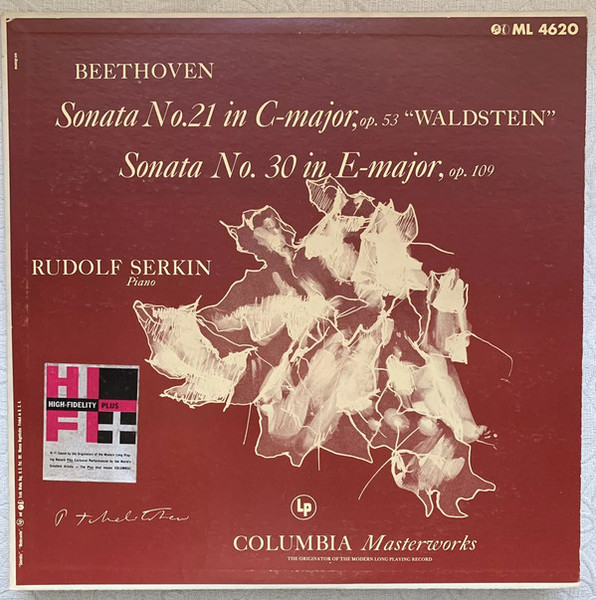 ML 4620
BEETHOVEN
Sonata No.21 in C-major, op. 53 "WALDSTEIN"
Sonata No. 30 in E-major, op. 109
RUDOLF SERKIN
Piano
HI
HIGH-FIDELITY PLUS
FI+
Lp
COLUMBIA Masterworks
THE ORIGINATOR OF THE MODERN LONG PLAYING RECORD